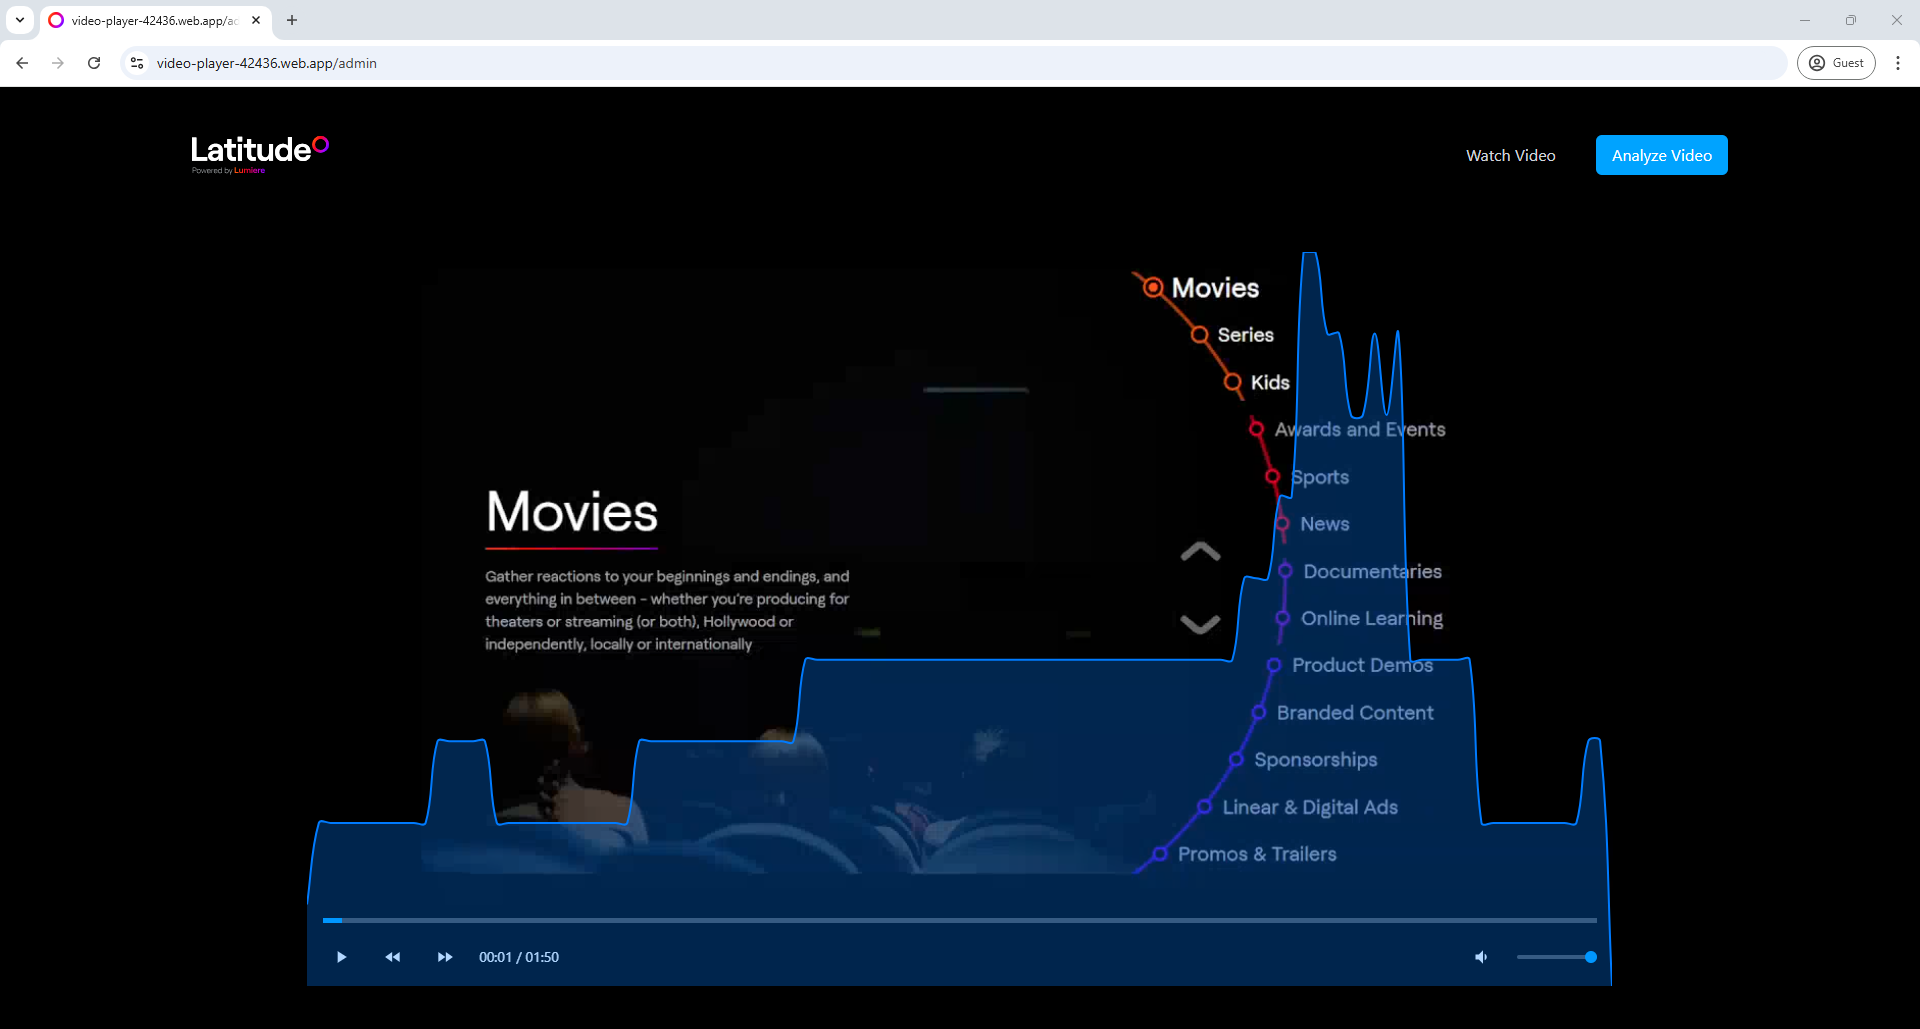 video-player-42436.web.app/ac
video-player-42436.web.app/admin
Guest
Latitude
Powered by Lumiere
Watch Video
Analyze Video
Movies
Series
Kids
Awards and Events
Sports
News
Documentaries
Online Learning
Product Demos
Branded Content
Sponsorships
Linear & Digital Ads
Promos & Trailers
Movies
Gather reactions to your beginnings and endings, and
everything in between - whether you're producing for
theaters or streaming (or both), Hollywood or
independently, locally or internationally
00:01 / 01:50